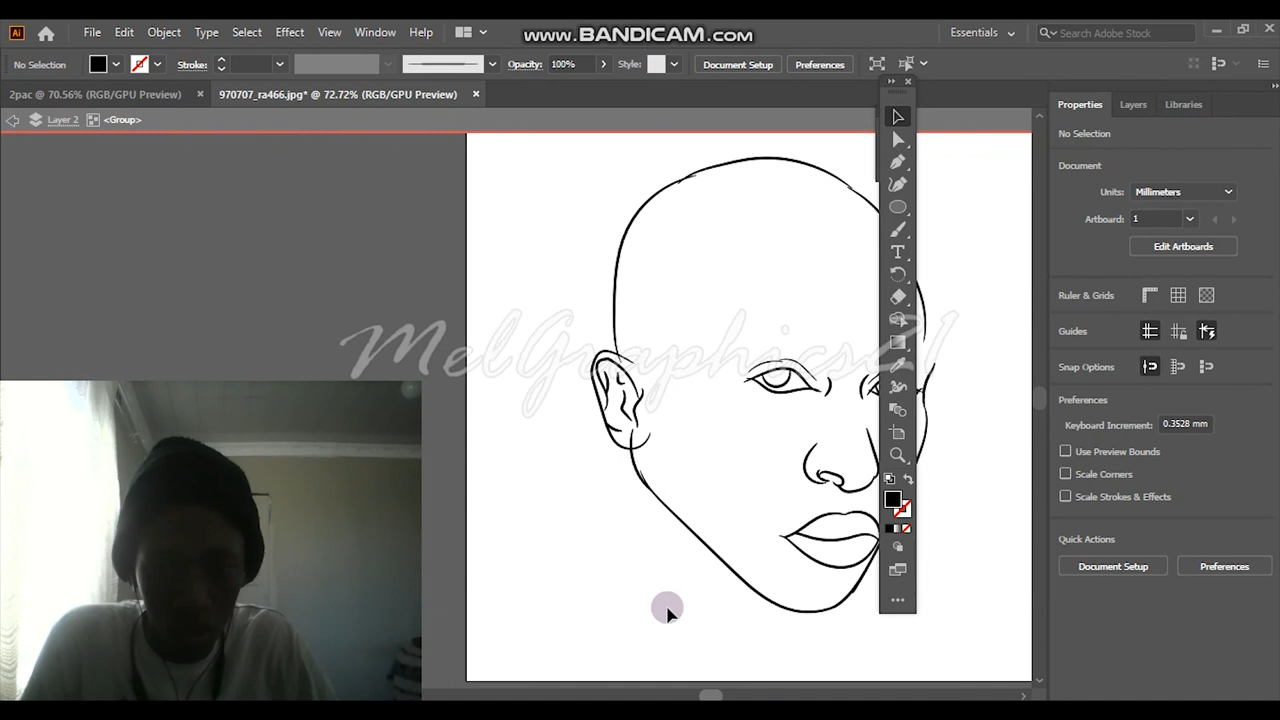 www.BANDICAM.com
Ai File Edit Object Type Select Effect View Window Help
Essentials
Search Adobe Stock
No Selection
Stroke:
Opacity: 100%
Style:
Document Setup
Preferences
2pac @ 70.56% (RGB/GPU Preview) ×
970707_ra466.jpg* @ 72.72% (RGB/GPU Preview) ×
Layer 2
<Group>
Properties
Layers
Libraries
No Selection
Document
Units: Millimeters
Artboard: 1
Edit Artboards
Ruler & Grids
Guides
Snap Options
Preferences
Keyboard Increment: 0.3528 mm
Use Preview Bounds
Scale Corners
Scale Strokes & Effects
Quick Actions
Document Setup
Preferences
MelGraphics21